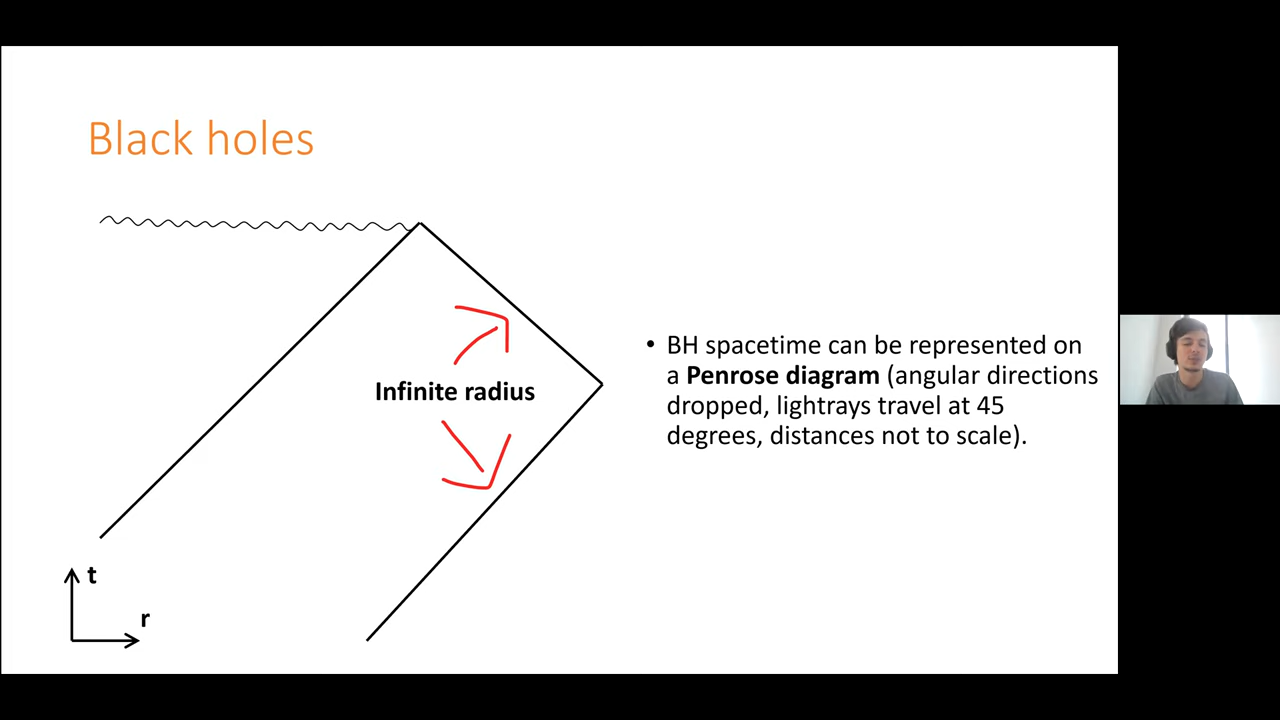 Black holes
Infinite radius
• BH spacetime can be represented on
a Penrose diagram (angular directions
dropped, lightrays travel at 45
degrees, distances not to scale).
t
r